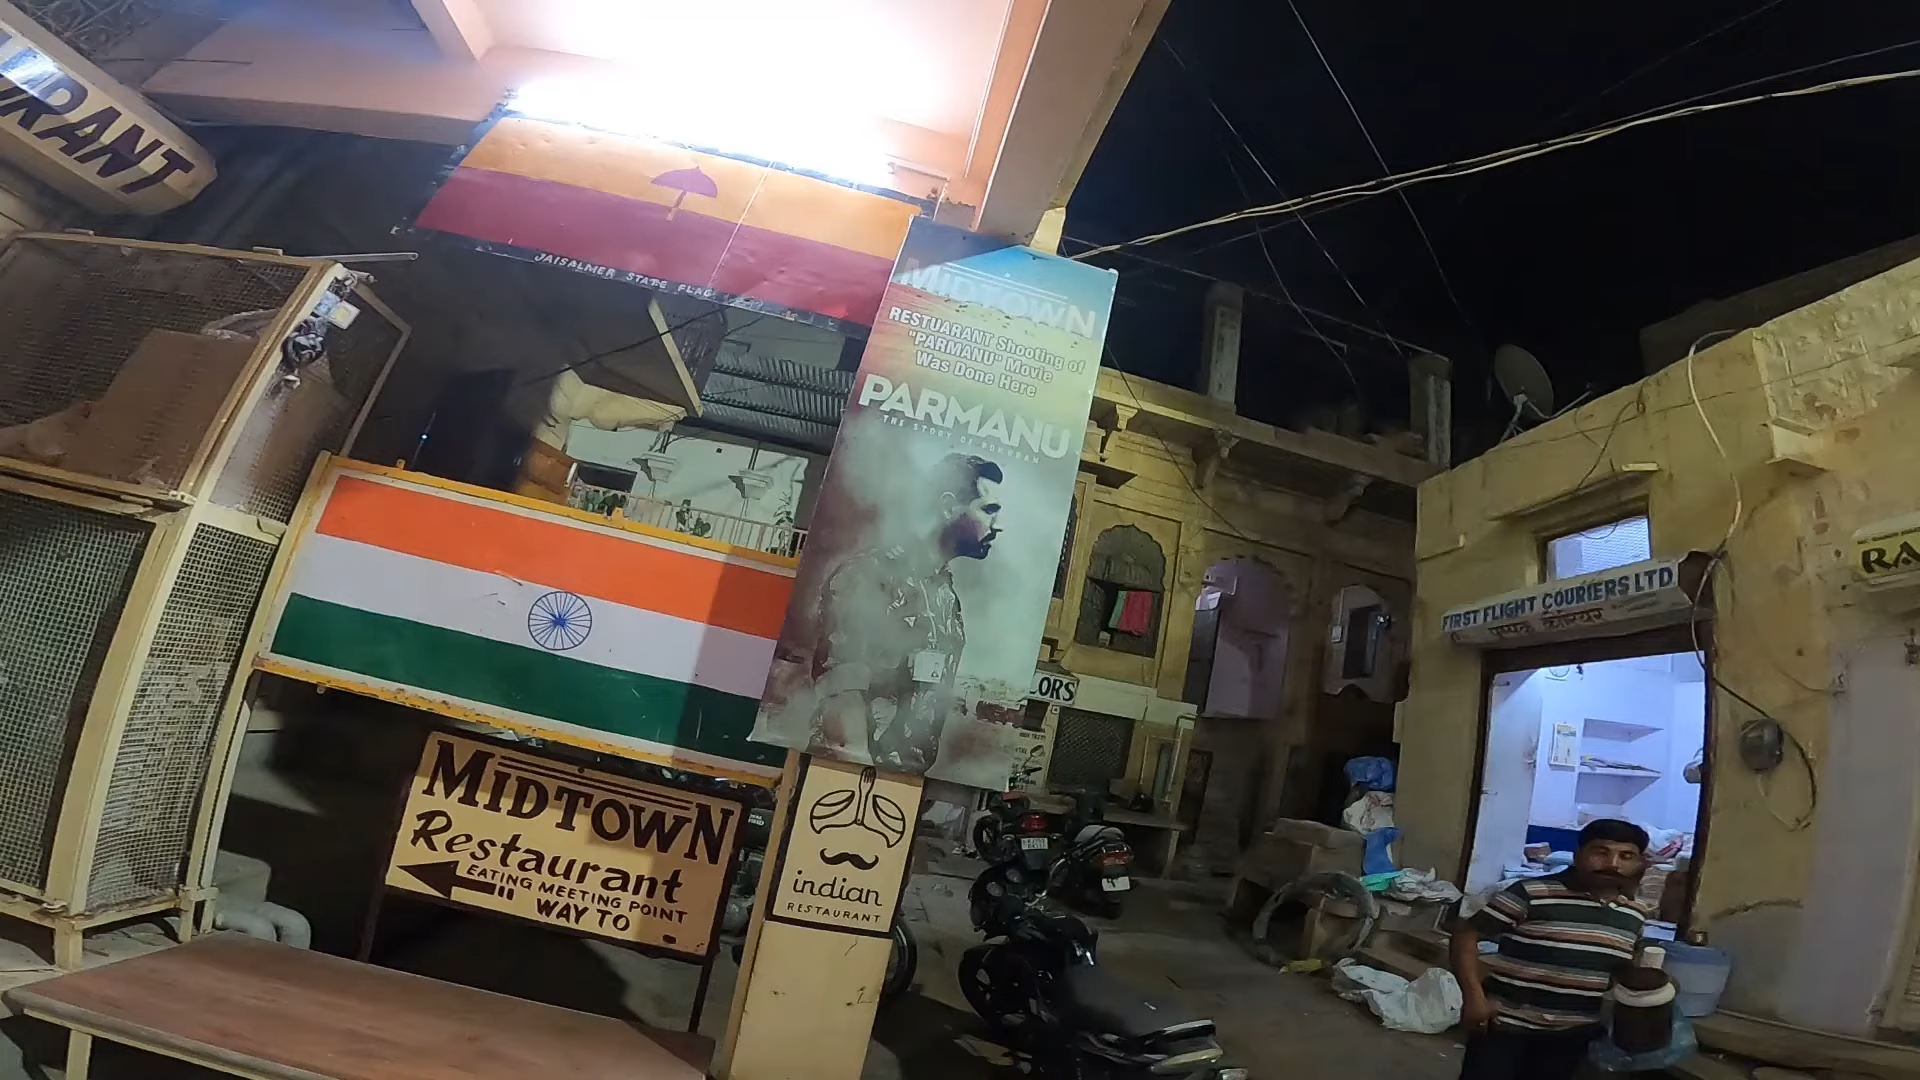 RANT
JAISALMER STATE FLAG
MIDTOWN
RESTUARANT Shooting of
"PARMANU" Movie
Was Done Here
PARMANU
THE STORY OF POKHRAN
MIDTOWN
Restaurant
EATING MEETING POINT
WAY TO
indian
RESTAURANT
ORS
FIRST FLIGHT COURIERS LTD
RA